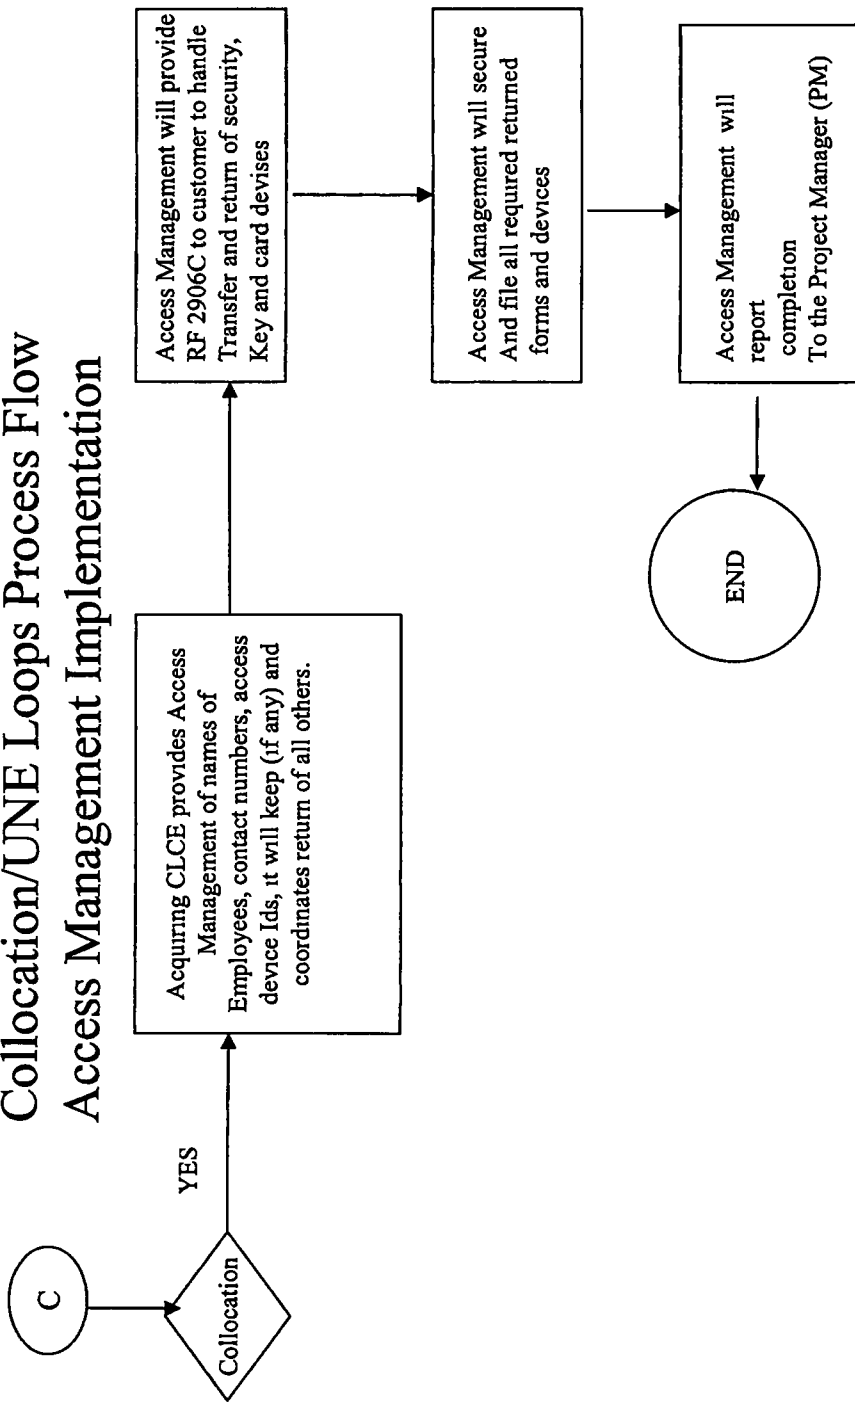 Collocation/UNE Loops Process Flow
Access Management Implementation
C
Collocation
YES
Acquiring CLCE provides Access
Management of names of
Employees, contact numbers, access
device Ids, it will keep (if any) and
coordinates return of all others.
Access Management will provide
RF 2906C to customer to handle
Transfer and return of security,
Key and card devises
Access Management will secure
And file all required returned
forms and devices
Access Management will
report
completion
To the Project Manager (PM)
END